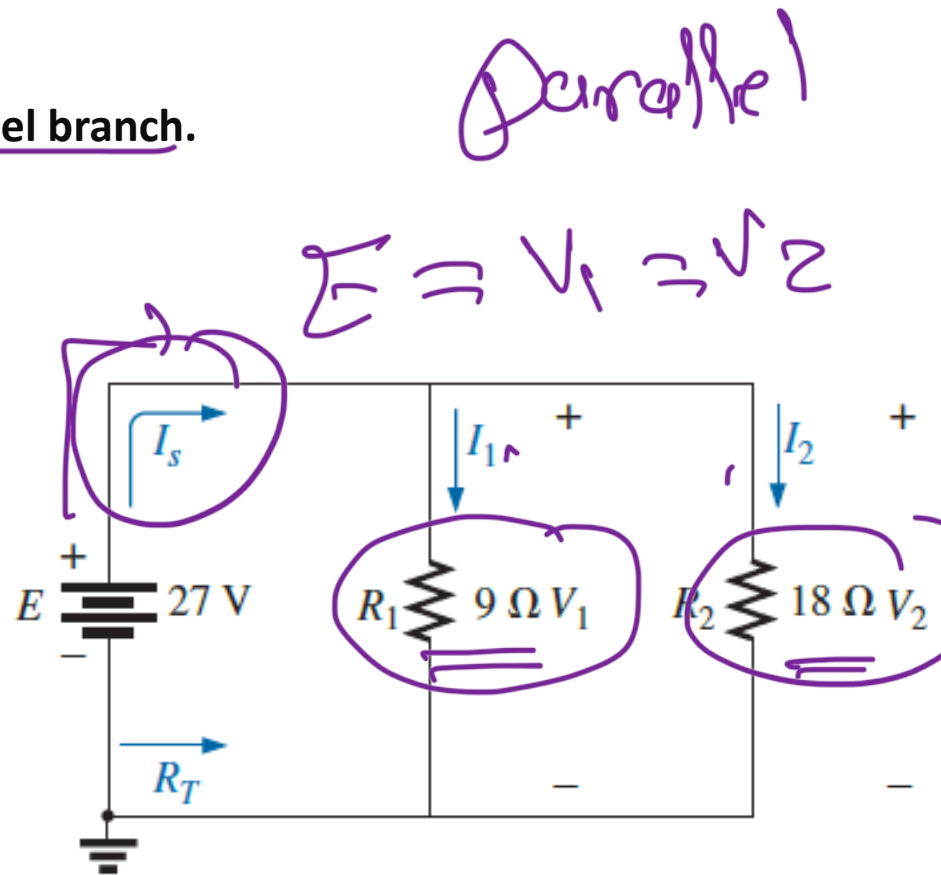 Parallel
el branch.
E = V1 = V2
Is
I1
+
I2
+
+
E
27 V
R1
9 Ω V1
R2
18 Ω V2
−
RT
−
−